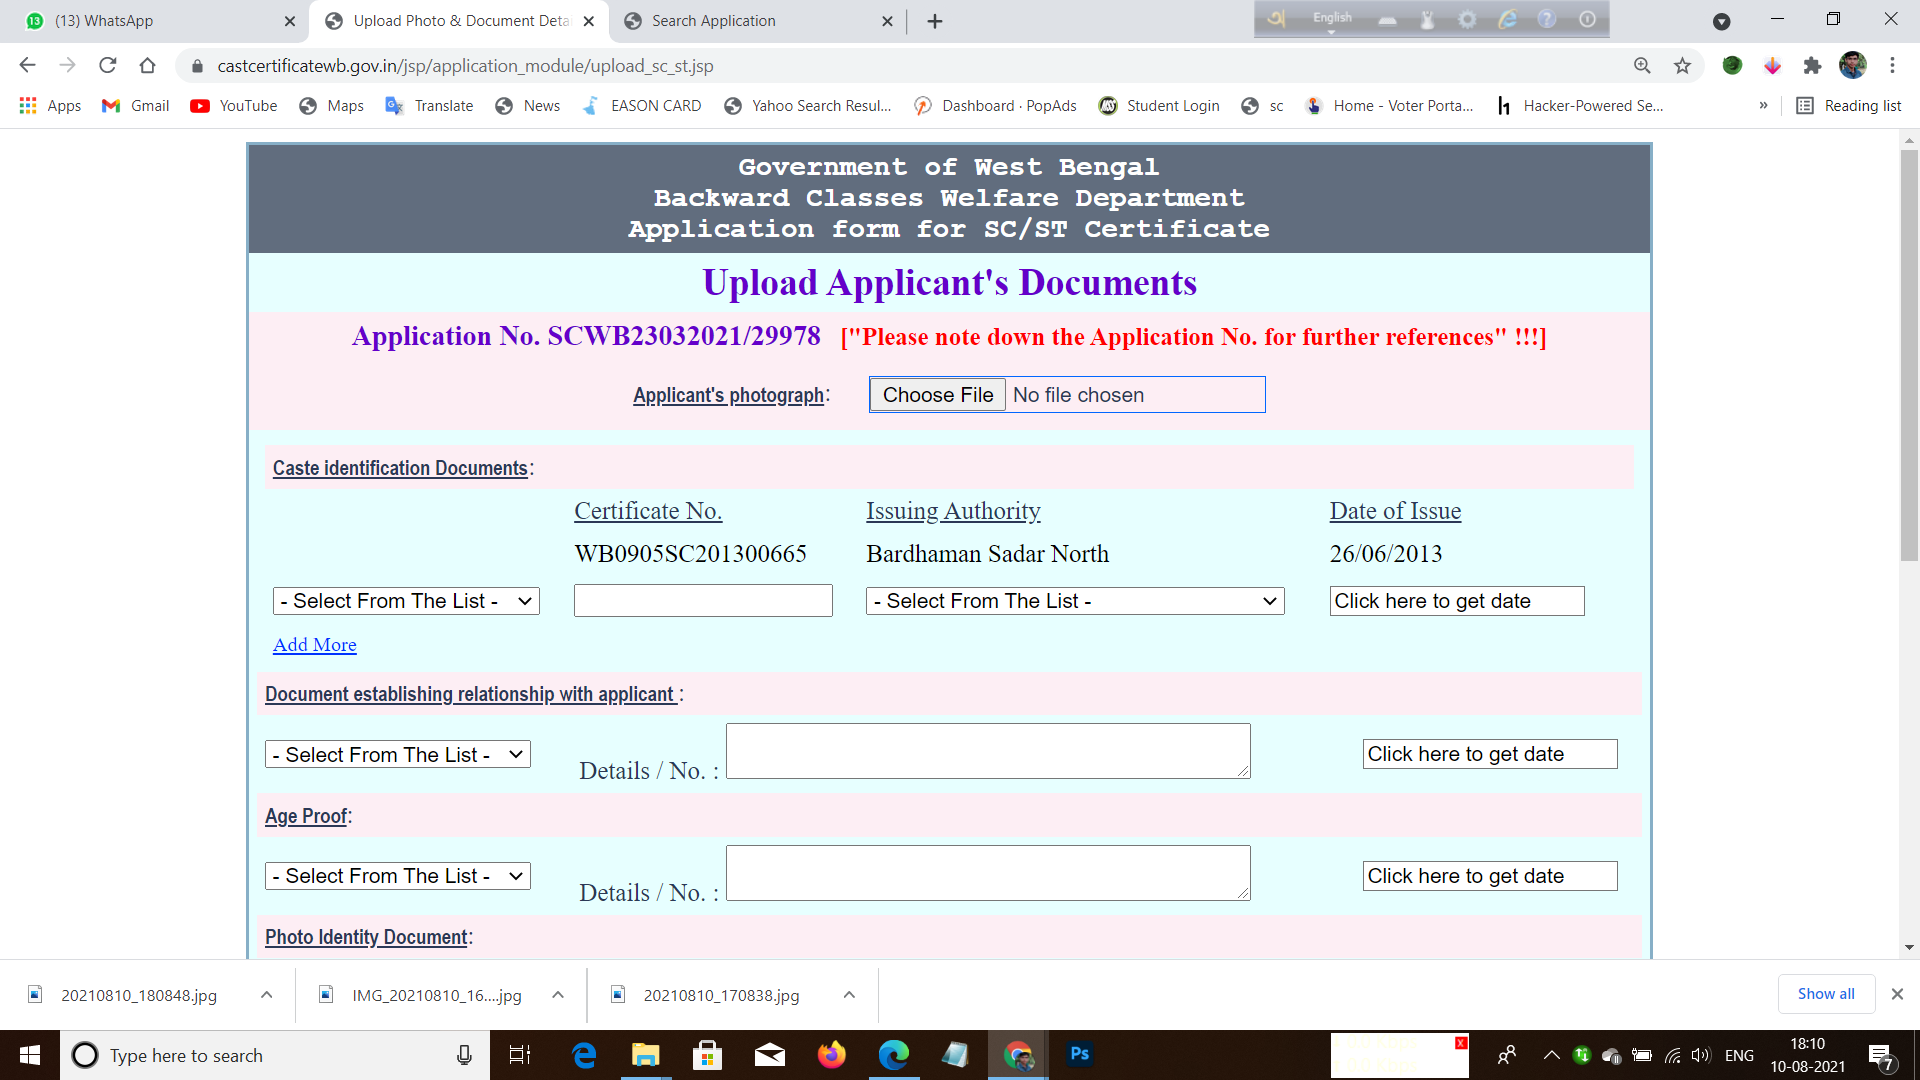 13 (13) WhatsApp
Upload Photo & Document Deta
Search Application
English
castcertificatewb.gov.in/jsp/application_module/upload_sc_st.jsp
Apps Gmail YouTube Maps Translate News EASON CARD Yahoo Search Resul... Dashboard · PopAds Student Login sc Home - Voter Porta... Hacker-Powered Se... » Reading list
Government of West Bengal
Backward Classes Welfare Department
Application form for SC/ST Certificate
Upload Applicant's Documents
Application No. SCWB23032021/29978 ["Please note down the Application No. for further references" !!!]
Applicant's photograph: Choose File No file chosen
Caste identification Documents:
Certificate No. Issuing Authority Date of Issue
WB0905SC201300665 Bardhaman Sadar North 26/06/2013
- Select From The List - - Select From The List - Click here to get date
Add More
Document establishing relationship with applicant :
- Select From The List - Details / No. : Click here to get date
Age Proof:
- Select From The List - Details / No. : Click here to get date
Photo Identity Document:
20210810_180848.jpg IMG_20210810_16....jpg 20210810_170838.jpg Show all
Type here to search Ps x ENG 18:10
10-08-2021 7